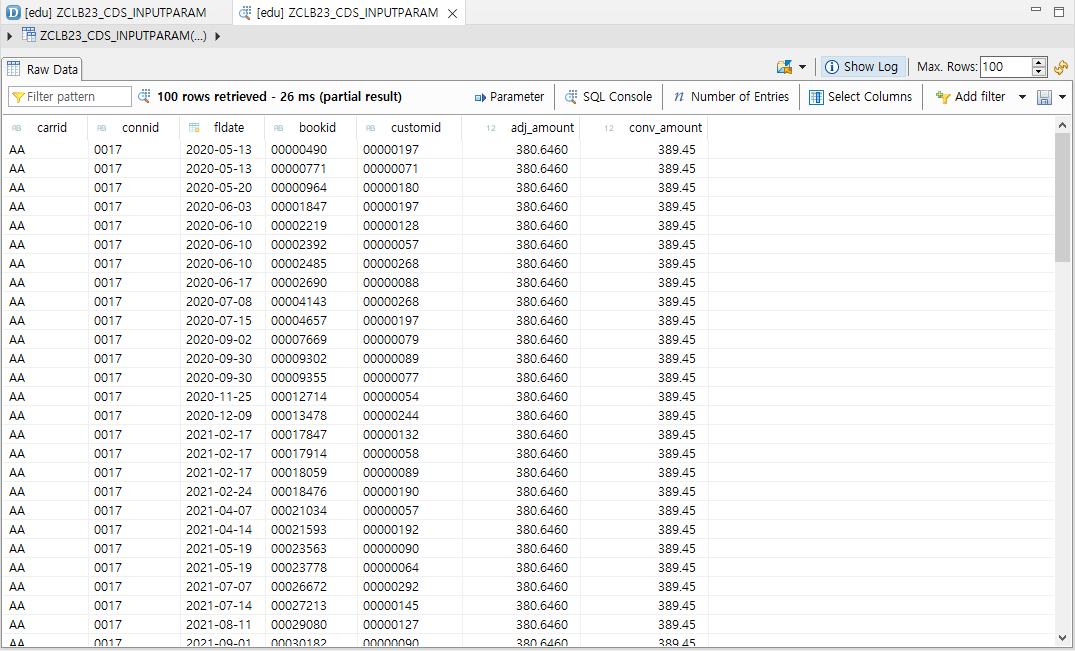 [edu] ZCLB23_CDS_INPUTPARAM [edu] ZCLB23_CDS_INPUTPARAM
ZCLB23_CDS_INPUTPARAM(...)
Raw Data Show Log Max. Rows: 100
Filter pattern 100 rows retrieved - 26 ms (partial result) Parameter SQL Console Number of Entries Select Columns Add filter
carrid connid fldate bookid customid adj_amount conv_amount
AA 0017 2020-05-13 00000490 00000197 380.6460 389.45
AA 0017 2020-05-13 00000771 00000071 380.6460 389.45
AA 0017 2020-05-20 00000964 00000180 380.6460 389.45
AA 0017 2020-06-03 00001847 00000197 380.6460 389.45
AA 0017 2020-06-10 00002219 00000128 380.6460 389.45
AA 0017 2020-06-10 00002392 00000057 380.6460 389.45
AA 0017 2020-06-10 00002485 00000268 380.6460 389.45
AA 0017 2020-06-17 00002690 00000088 380.6460 389.45
AA 0017 2020-07-08 00004143 00000268 380.6460 389.45
AA 0017 2020-07-15 00004657 00000197 380.6460 389.45
AA 0017 2020-09-02 00007669 00000079 380.6460 389.45
AA 0017 2020-09-30 00009302 00000089 380.6460 389.45
AA 0017 2020-09-30 00009355 00000077 380.6460 389.45
AA 0017 2020-11-25 00012714 00000054 380.6460 389.45
AA 0017 2020-12-09 00013478 00000244 380.6460 389.45
AA 0017 2021-02-17 00017847 00000132 380.6460 389.45
AA 0017 2021-02-17 00017914 00000058 380.6460 389.45
AA 0017 2021-02-17 00018059 00000089 380.6460 389.45
AA 0017 2021-02-24 00018476 00000190 380.6460 389.45
AA 0017 2021-04-07 00021034 00000057 380.6460 389.45
AA 0017 2021-04-14 00021593 00000192 380.6460 389.45
AA 0017 2021-05-19 00023563 00000090 380.6460 389.45
AA 0017 2021-05-19 00023778 00000064 380.6460 389.45
AA 0017 2021-07-07 00026672 00000292 380.6460 389.45
AA 0017 2021-07-14 00027213 00000145 380.6460 389.45
AA 0017 2021-08-11 00029080 00000127 380.6460 389.45
AA 0017 2021-09-01 00030182 00000090 380.6460 389.45